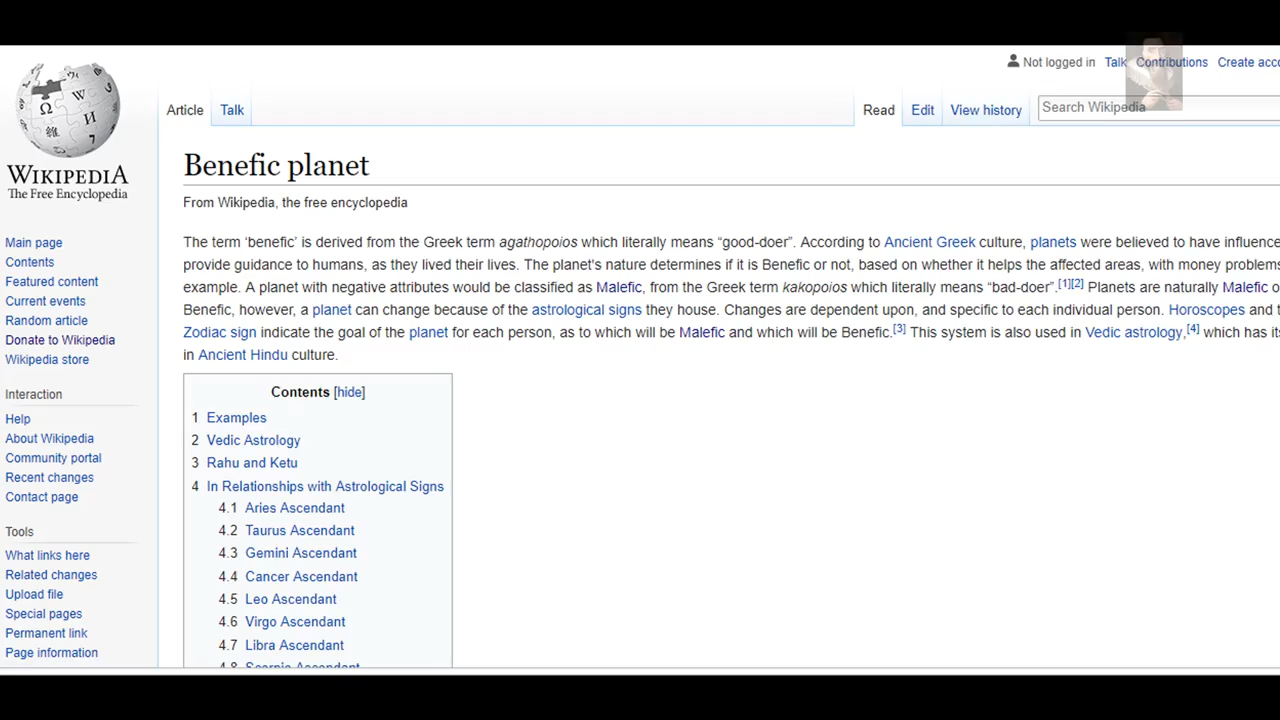 Not logged in Talk Contributions Create acc
Article Talk Read Edit View history Search Wikipedia
WIKIPEDIA
The Free Encyclopedia
Benefic planet
From Wikipedia, the free encyclopedia
The term ‘benefic’ is derived from the Greek term agathopoios which literally means “good-doer”. According to Ancient Greek culture, planets were believed to have influence
provide guidance to humans, as they lived their lives. The planet's nature determines if it is Benefic or not, based on whether it helps the affected areas, with money problems
example. A planet with negative attributes would be classified as Malefic, from the Greek term kakopoios which literally means “bad-doer”.[1][2] Planets are naturally Malefic o
Benefic, however, a planet can change because of the astrological signs they house. Changes are dependent upon, and specific to each individual person. Horoscopes and t
Zodiac sign indicate the goal of the planet for each person, as to which will be Malefic and which will be Benefic.[3] This system is also used in Vedic astrology,[4] which has its
in Ancient Hindu culture.
Main page
Contents
Featured content
Current events
Random article
Donate to Wikipedia
Wikipedia store
Interaction
Help
About Wikipedia
Community portal
Recent changes
Contact page
Tools
What links here
Related changes
Upload file
Special pages
Permanent link
Page information
Contents [hide]
1 Examples
2 Vedic Astrology
3 Rahu and Ketu
4 In Relationships with Astrological Signs
4.1 Aries Ascendant
4.2 Taurus Ascendant
4.3 Gemini Ascendant
4.4 Cancer Ascendant
4.5 Leo Ascendant
4.6 Virgo Ascendant
4.7 Libra Ascendant
4.8 Scorpio Ascendant